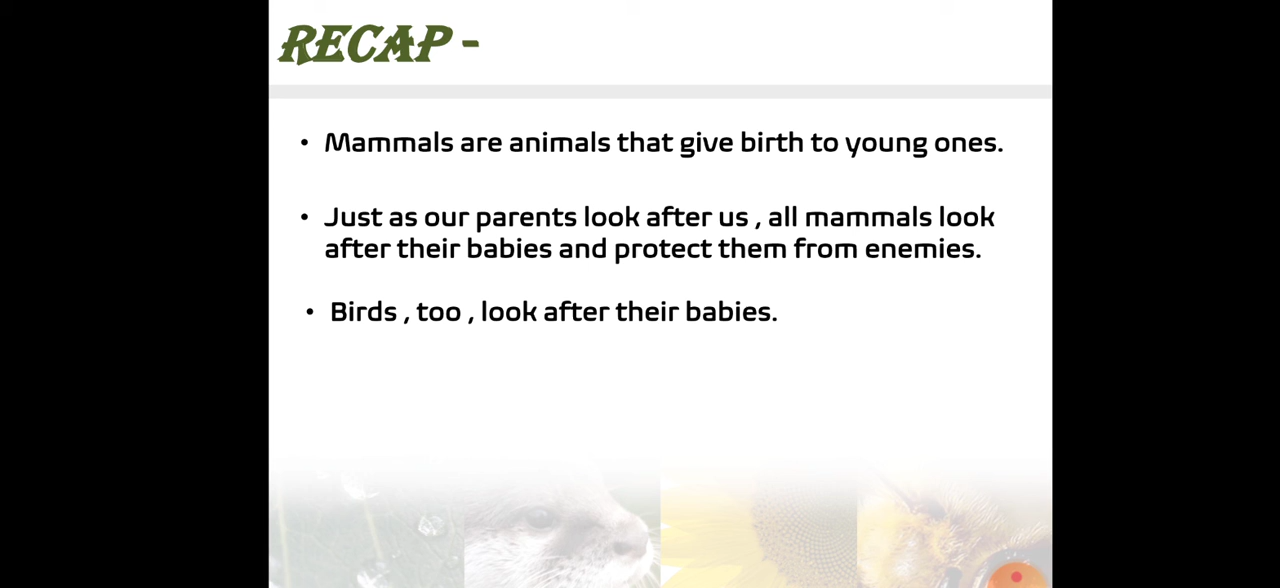 RECAP -
• Mammals are animals that give birth to young ones.
• Just as our parents look after us , all mammals look
after their babies and protect them from enemies.
• Birds , too , look after their babies.